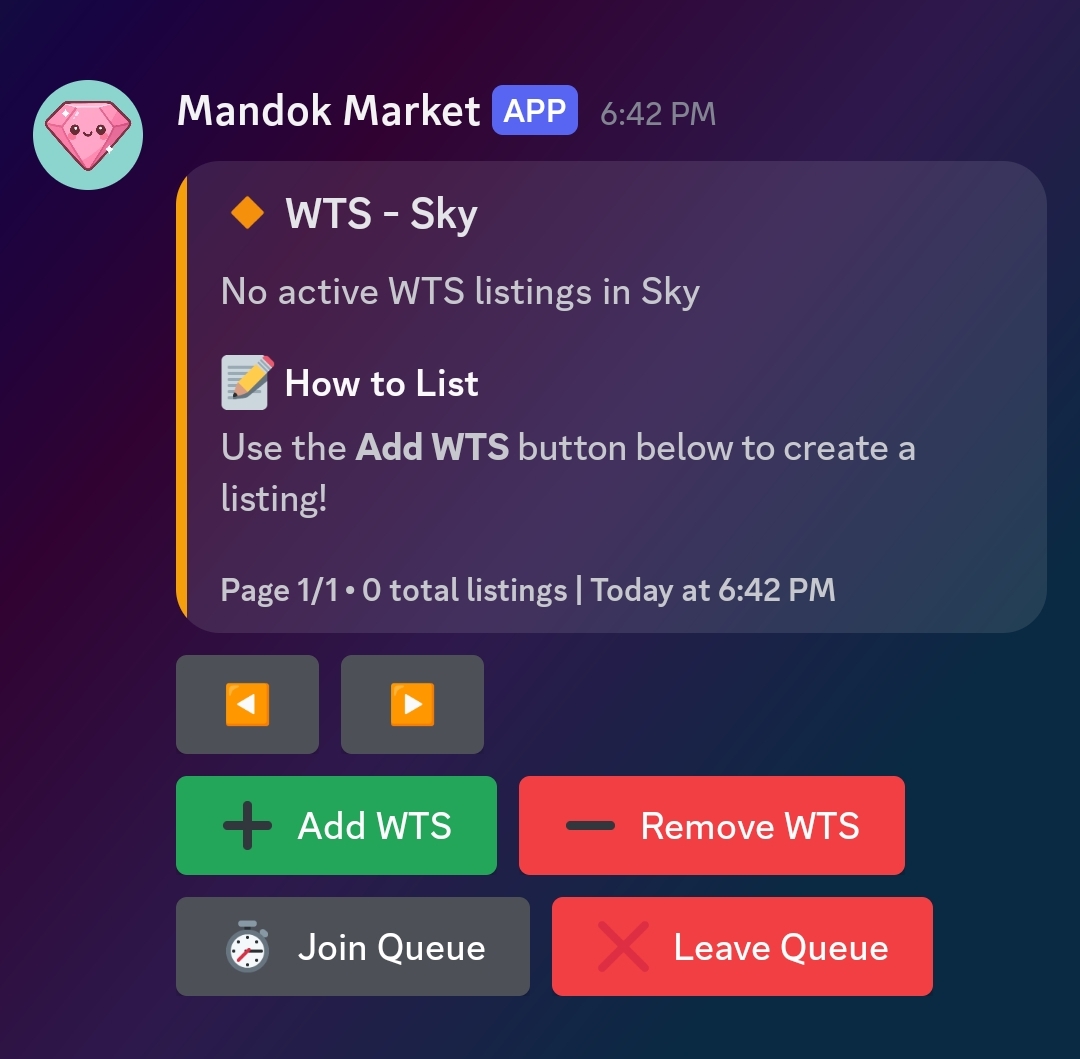 Mandok Market APP 6:42 PM
WTS - Sky
No active WTS listings in Sky
How to List
Use the Add WTS button below to create a
listing!
Page 1/1 • 0 total listings | Today at 6:42 PM
Add WTS
Remove WTS
Join Queue
Leave Queue